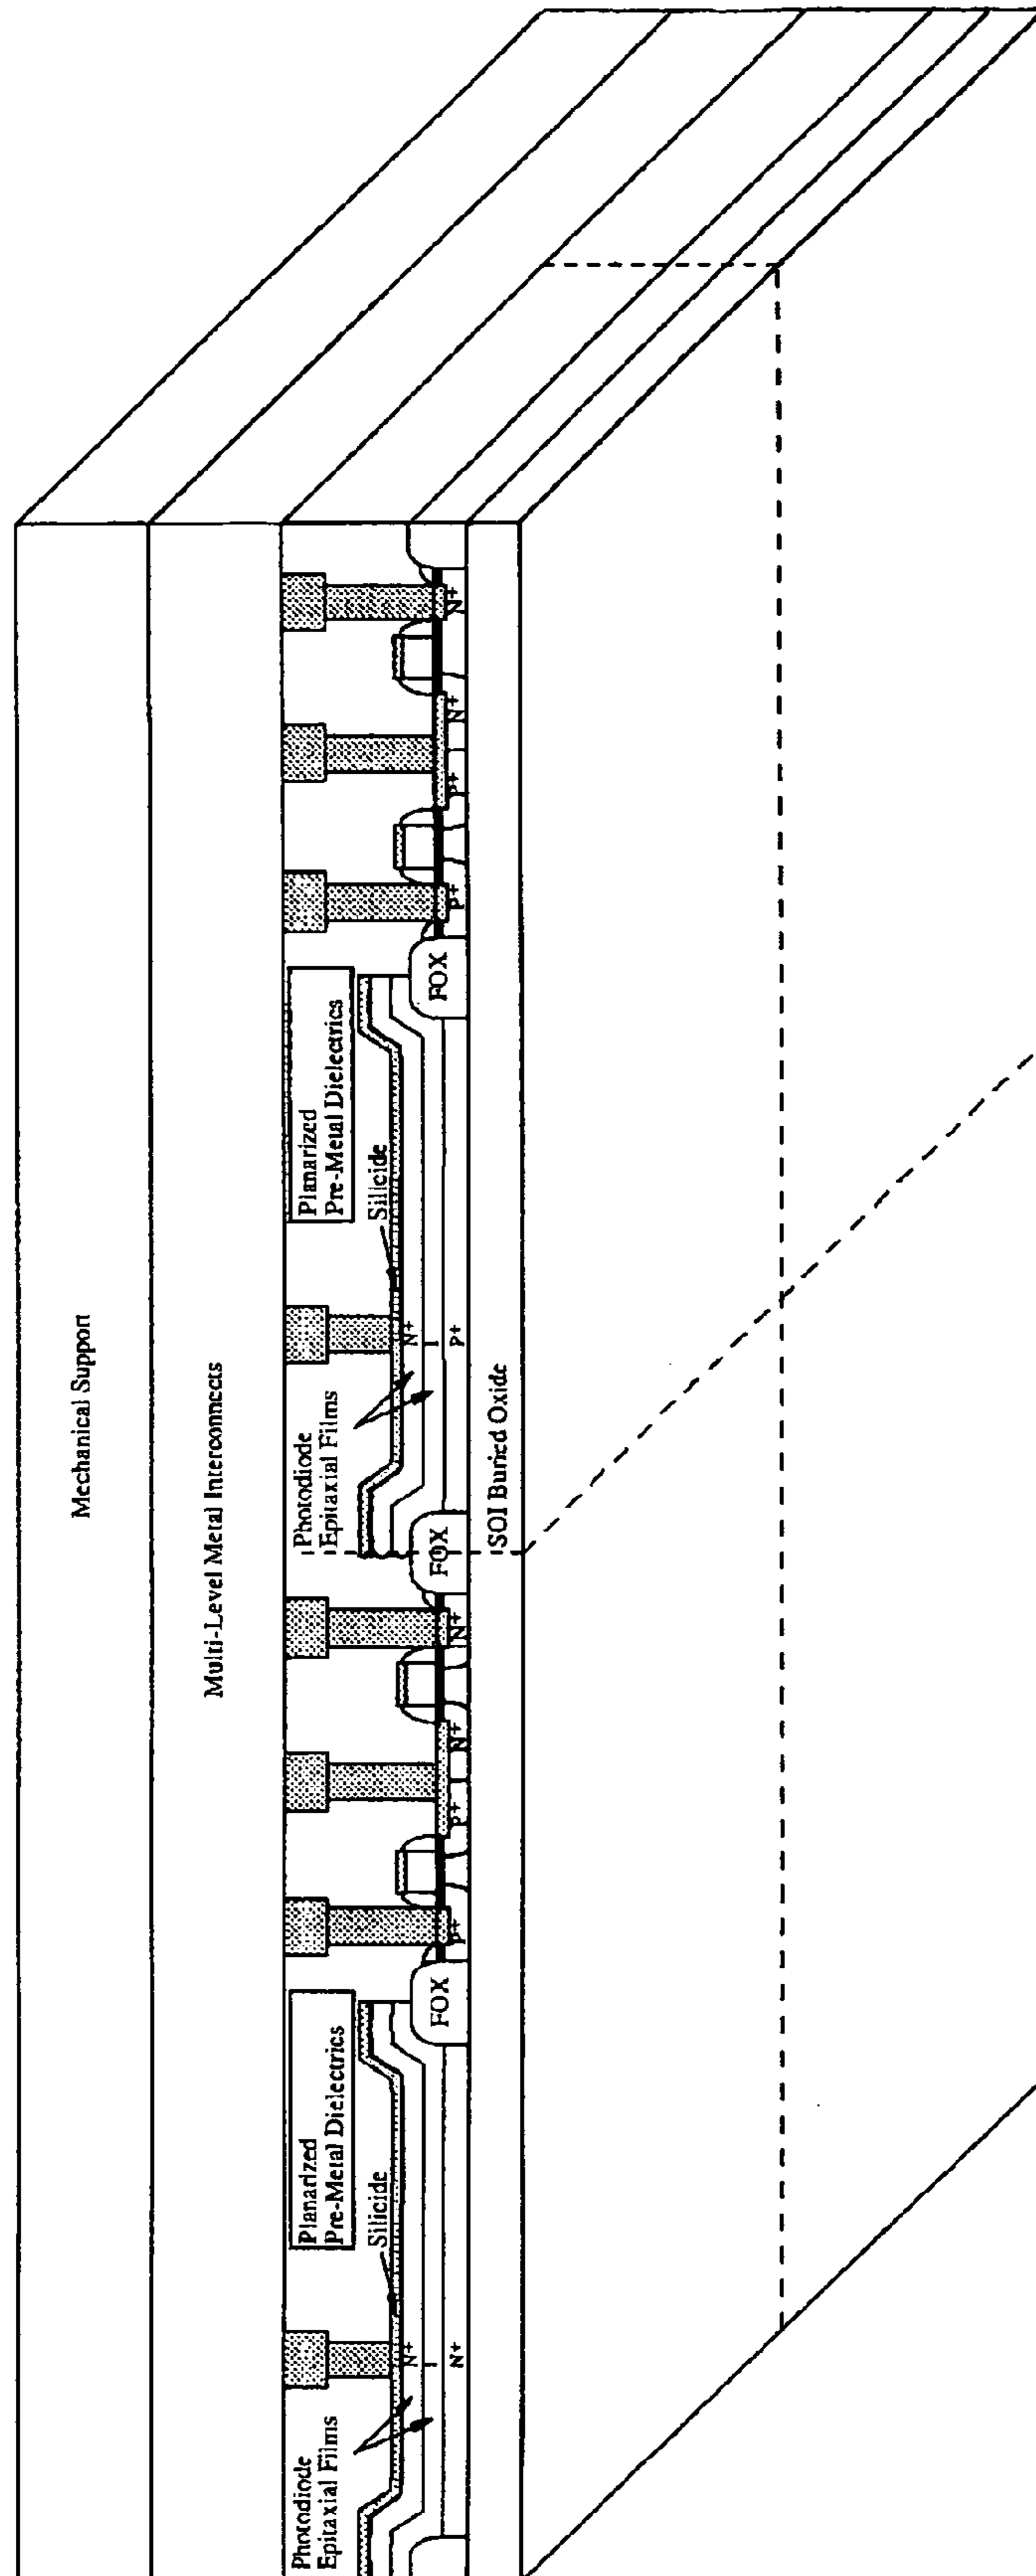 Mechanical Support
Multi-Level Metal Interconnects
Photodiode
Epitaxial Films
Planarized
Pre-Metal Dielectrics
Silicide
N+
I
N+
FOX
P+
P+
N+
N+
FOX
Photodiode
Epitaxial Films
Planarized
Pre-Metal Dielectrics
Silicide
N+
I
P+
FOX
P+
P+
N+
N+
SOI Buried Oxide